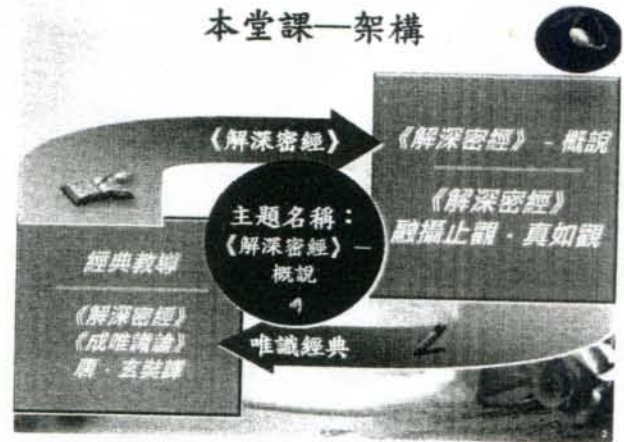 本堂課—架構
《解深密經》
《解深密經》-概說
《解深密經》
融攝止觀．真如觀
主題名稱：
《解深密經》—
概說
經典教導
《解深密經》
《成唯識論》
唐．玄奘譯
唯識經典
2